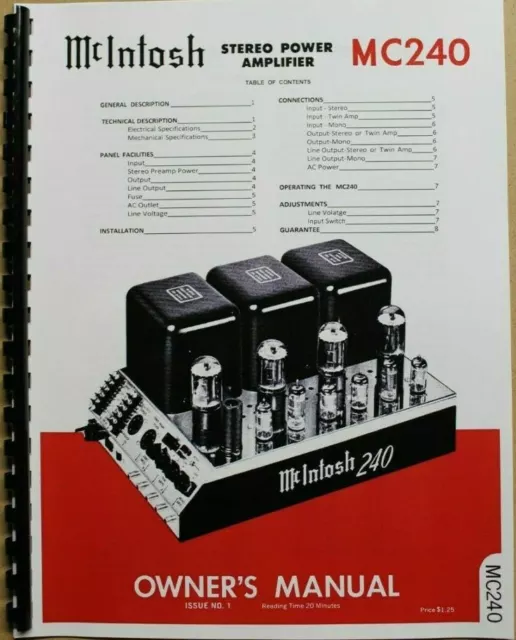 McIntosh STEREO POWER AMPLIFIER MC240
TABLE OF CONTENTS
GENERAL DESCRIPTION 1
TECHNICAL DESCRIPTION 1
Electrical Specifications 2
Mechanical Specifications 3
PANEL FACILITIES 4
Input 4
Stereo Preamp Power 4
Output 4
Line Output 4
Fuse 5
AC Outlet 5
Line Voltage 5
INSTALLATION 5
CONNECTIONS 5
Input - Stereo 5
Input - Twin Amp 5
Input - Mono 6
Output-Stereo or Twin Amp 6
Output-Mono 6
Line Output-Stereo or Twin Amp 6
Line Output-Mono 7
AC Power 7
OPERATING THE MC240 7
ADJUSTMENTS 7
Line Volatge 7
Input Switch 7
GUARANTEE 8
McIntosh 240
OWNER'S MANUAL
ISSUE NO. 1 Reading Time 20 Minutes
Price $1.25
MC240